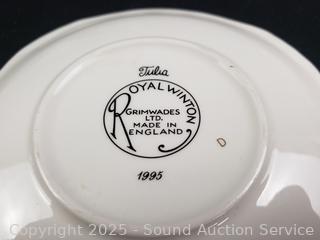 Julia
ROYAL WINTON
GRIMWADES
LTD.
MADE IN
ENGLAND
D
1995
Copyright 2025 - Sound Auction Service